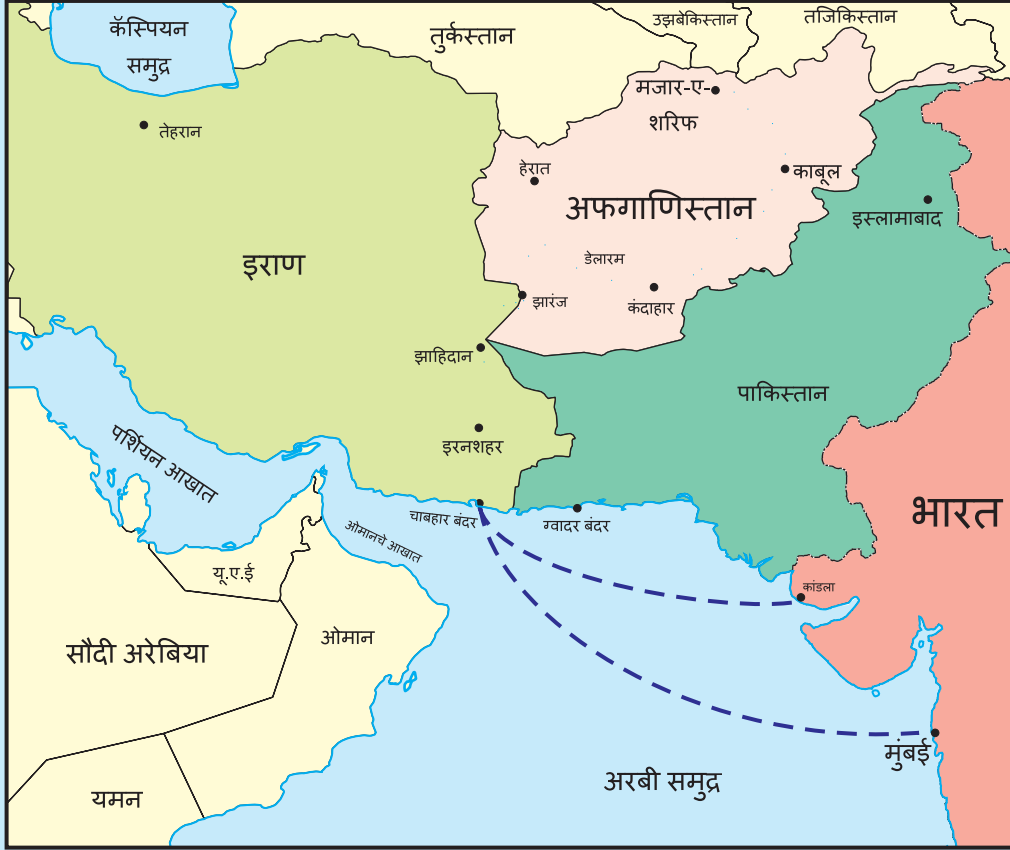 कॅस्पियन
समुद्र
तुर्कस्तान
उझबेकिस्तान
तजिकिस्तान
तेहरान
मजार-ए-
शरिफ
हेरात
काबूल
अफगाणिस्तान
इस्लामाबाद
इराण
डेलारम
झारंज
कंदाहार
झाहिदान
पाकिस्तान
इरनशहर
पर्शियन आखात
चाबहार बंदर
ग्वादर बंदर
भारत
ओमानचे आखात
यू.ए.ई
कांडला
ओमान
सौदी अरेबिया
मुंबई
अरबी समुद्र
यमन